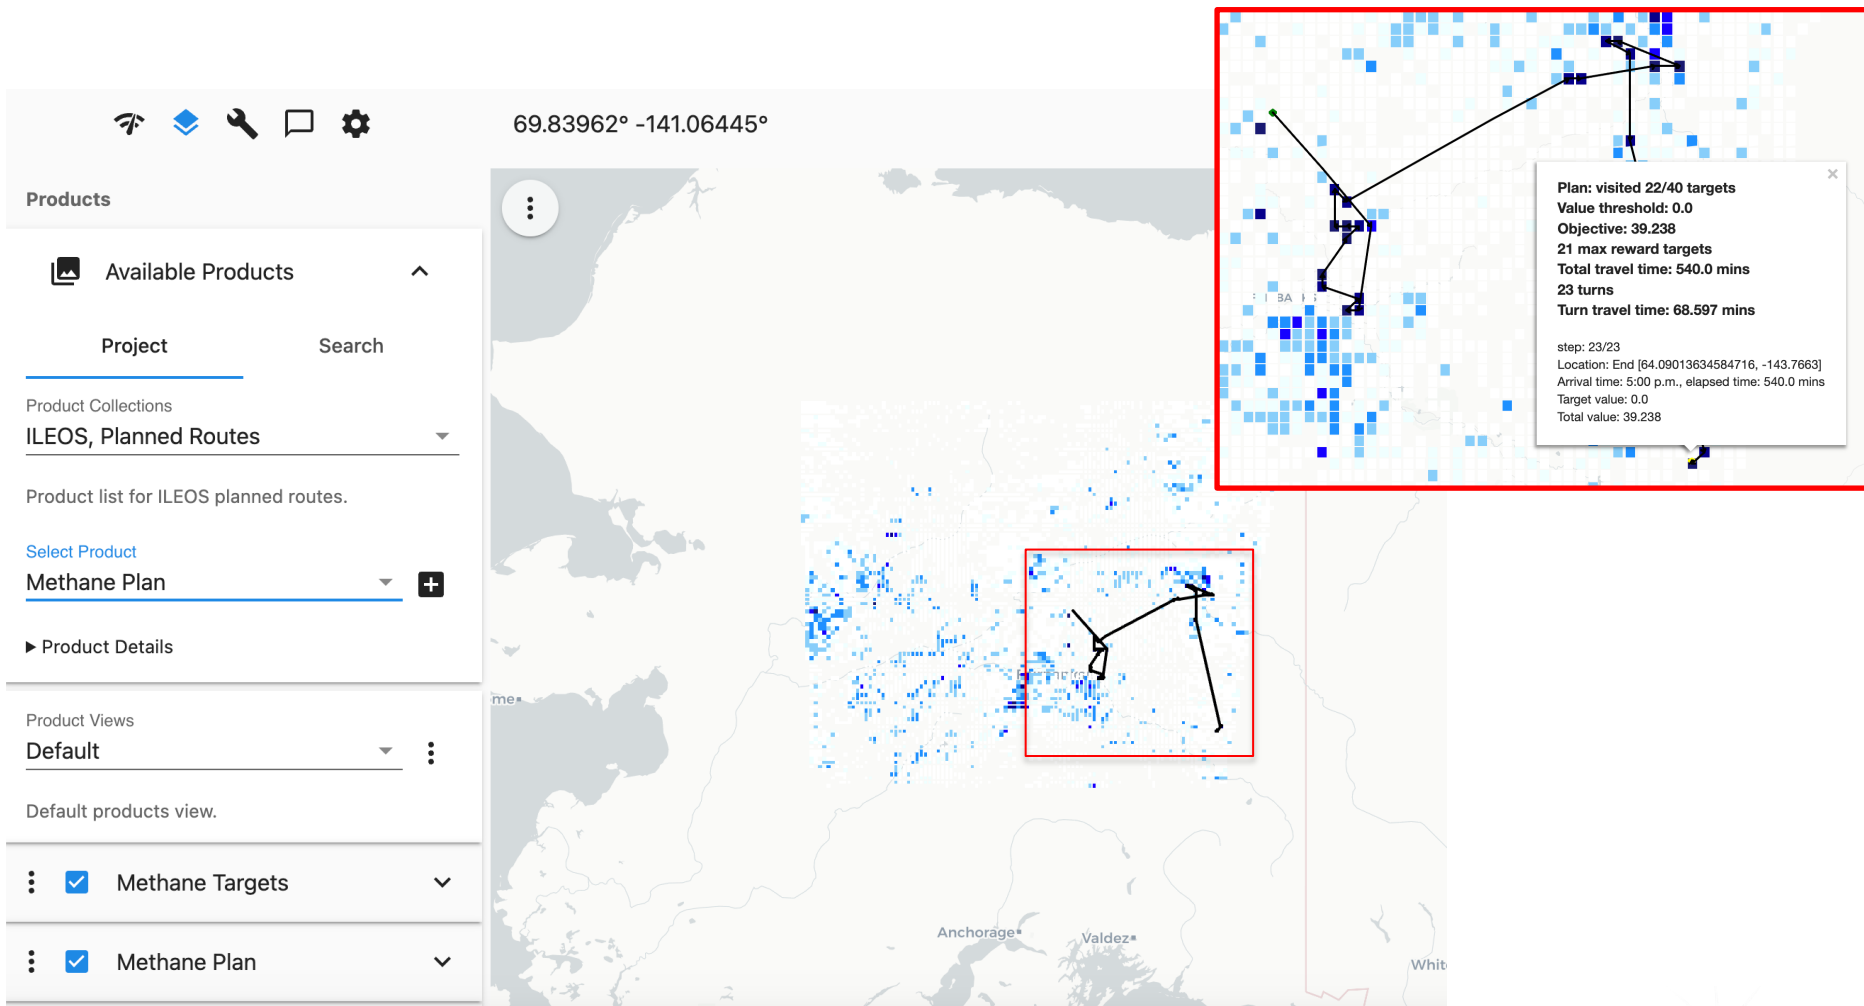 69.83962° -141.06445°
Products
Available Products
Project
Search
Product Collections
ILEOS, Planned Routes
Product list for ILEOS planned routes.
Select Product
Methane Plan
Product Details
Product Views
Default
Default products view.
Methane Targets
Methane Plan
me
Anchorage
Valdez
Whit
Plan: visited 22/40 targets
Value threshold: 0.0
Objective: 39.238
21 max reward targets
Total travel time: 540.0 mins
23 turns
Turn travel time: 68.597 mins
step: 23/23
Location: End [64.09013634584716, -143.7663]
Arrival time: 5:00 p.m., elapsed time: 540.0 mins
Target value: 0.0
Total value: 39.238